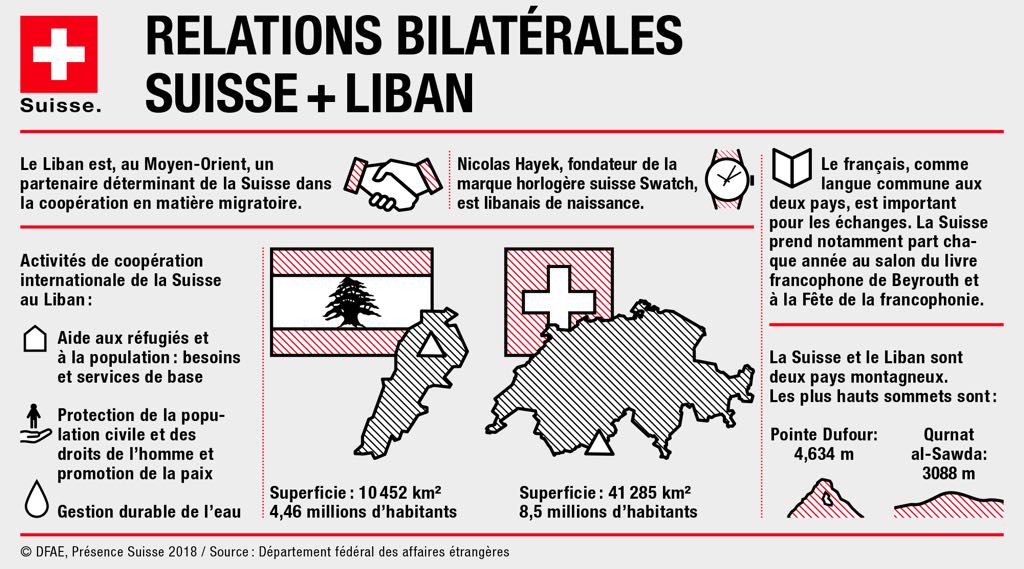 Suisse.
RELATIONS BILATÉRALES
SUISSE + LIBAN
Le Liban est, au Moyen-Orient, un
partenaire déterminant de la Suisse dans
la coopération en matière migratoire.
Nicolas Hayek, fondateur de la
marque horlogère suisse Swatch,
est libanais de naissance.
Le français, comme
langue commune aux
deux pays, est important
pour les échanges. La Suisse
prend notamment part cha-
que année au salon du livre
francophone de Beyrouth et
à la Fête de la francophonie.
Activités de coopération
internationale de la Suisse
au Liban :
Aide aux réfugiés et
à la population : besoins
et services de base
Protection de la popu-
lation civile et des
droits de l'homme et
promotion de la paix
Gestion durable de l'eau
Superficie : 10 452 km²
4,46 millions d'habitants
Superficie : 41 285 km²
8,5 millions d'habitants
La Suisse et le Liban sont
deux pays montagneux.
Les plus hauts sommets sont :
Pointe Dufour:
4,634 m
Qurnat
al-Sawda:
3088 m
© DFAE, Présence Suisse 2018 / Source : Département fédéral des affaires étrangères